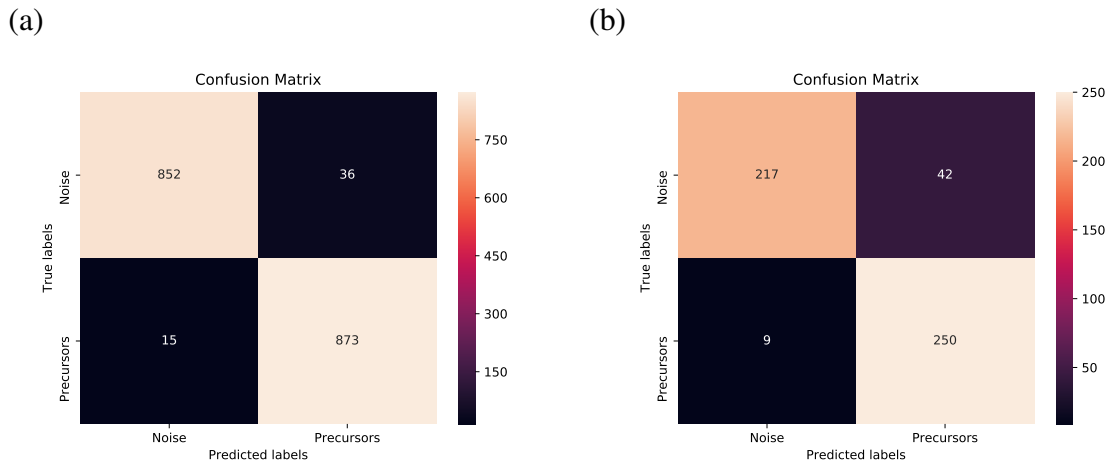 (a)
Confusion Matrix
Noise
852
36
750
600
450
300
150
True labels
Precursors
15
873
Noise
Precursors
Predicted labels
(b)
Confusion Matrix
Noise
217
42
250
200
150
100
50
True labels
Precursors
9
250
Noise
Precursors
Predicted labels